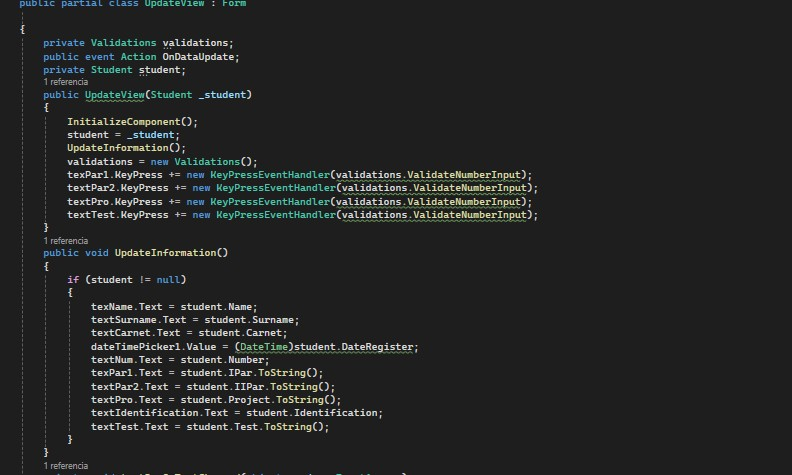 public partial class UpdateView : Form
{
private Validations validations;
public event Action OnDataUpdate;
private Student student;
1 referencia
public UpdateView(Student _student)
{
InitializeComponent();
student = _student;
UpdateInformation();
validations = new Validations();
texPar1.KeyPress += new KeyPressEventHandler(validations.ValidateNumberInput);
textPar2.KeyPress += new KeyPressEventHandler(validations.ValidateNumberInput);
textPro.KeyPress += new KeyPressEventHandler(validations.ValidateNumberInput);
textTest.KeyPress += new KeyPressEventHandler(validations.ValidateNumberInput);
}
1 referencia
public void UpdateInformation()
{
if (student != null)
{
texName.Text = student.Name;
textSurname.Text = student.Surname;
textCarnet.Text = student.Carnet;
dateTimePicker1.Value = (DateTime)student.DateRegister;
textNum.Text = student.Number;
texPar1.Text = student.IPar.ToString();
textPar2.Text = student.IIPar.ToString();
textPro.Text = student.Project.ToString();
textIdentification.Text = student.Identification;
textTest.Text = student.Test.ToString();
}
}
1 referencia